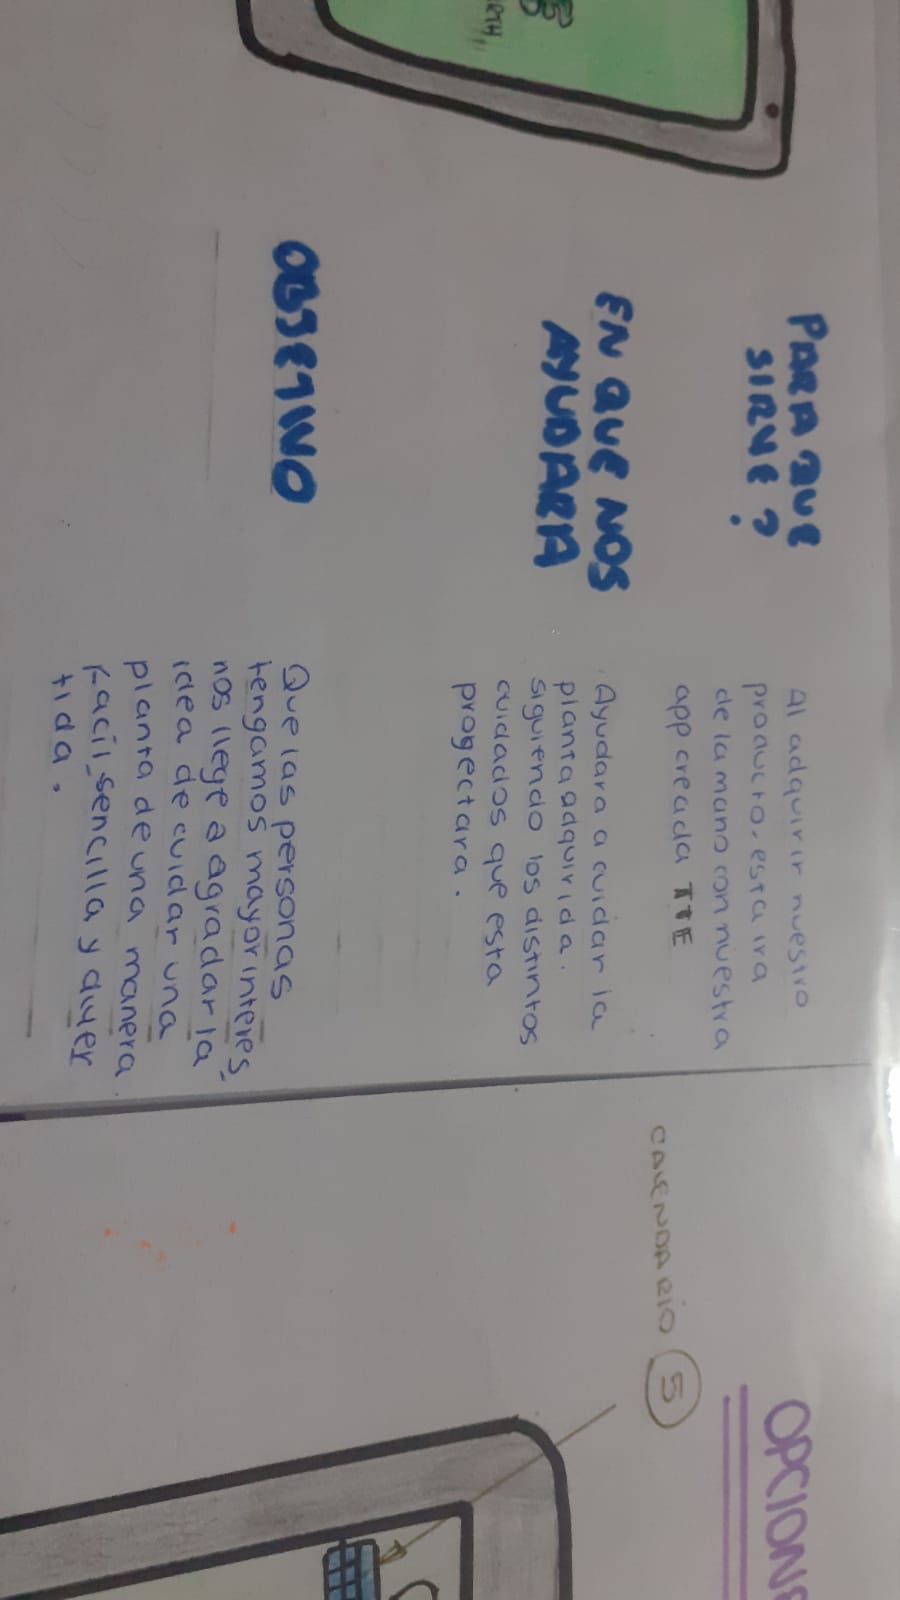 PARA QUE
SIRVE?
Al adquirir nuestro
producto, esta ira
de la mano con nuestra
app creada TTE
EN QUE NOS
AYUDARA
Ayudara a cuidar la
planta adquirida.
siguiendo los distintos
cuidados que esta
progectara.
OBJETIVO
Que las personas
tengamos mayor interes,
nos llege a agradar la
idea de cuidar una
planta de una manera
facil, sencilla y diver
tida.
RTH
OPCIONE
CALENDARIO 5